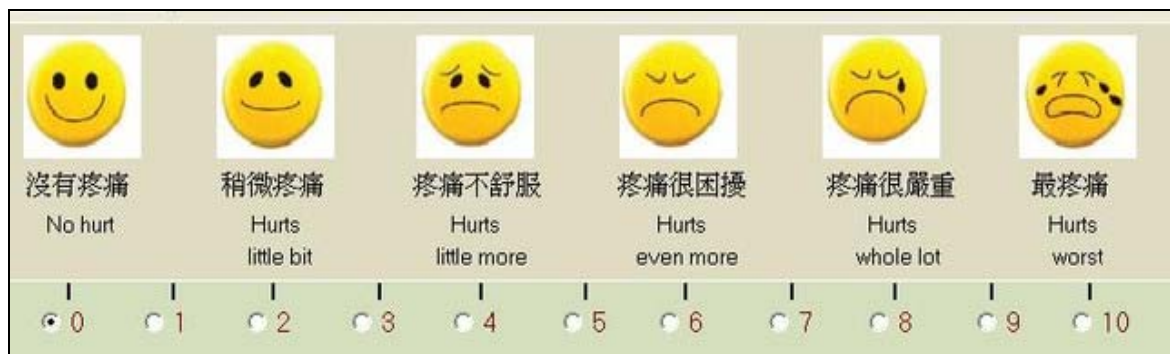 沒有疼痛 稍微疼痛 疼痛不舒服 疼痛很困擾 疼痛很嚴重 最疼痛
No hurt Hurts Hurts Hurts Hurts Hurts
little bit little more even more whole lot worst
0 1 2 3 4 5 6 7 8 9 10